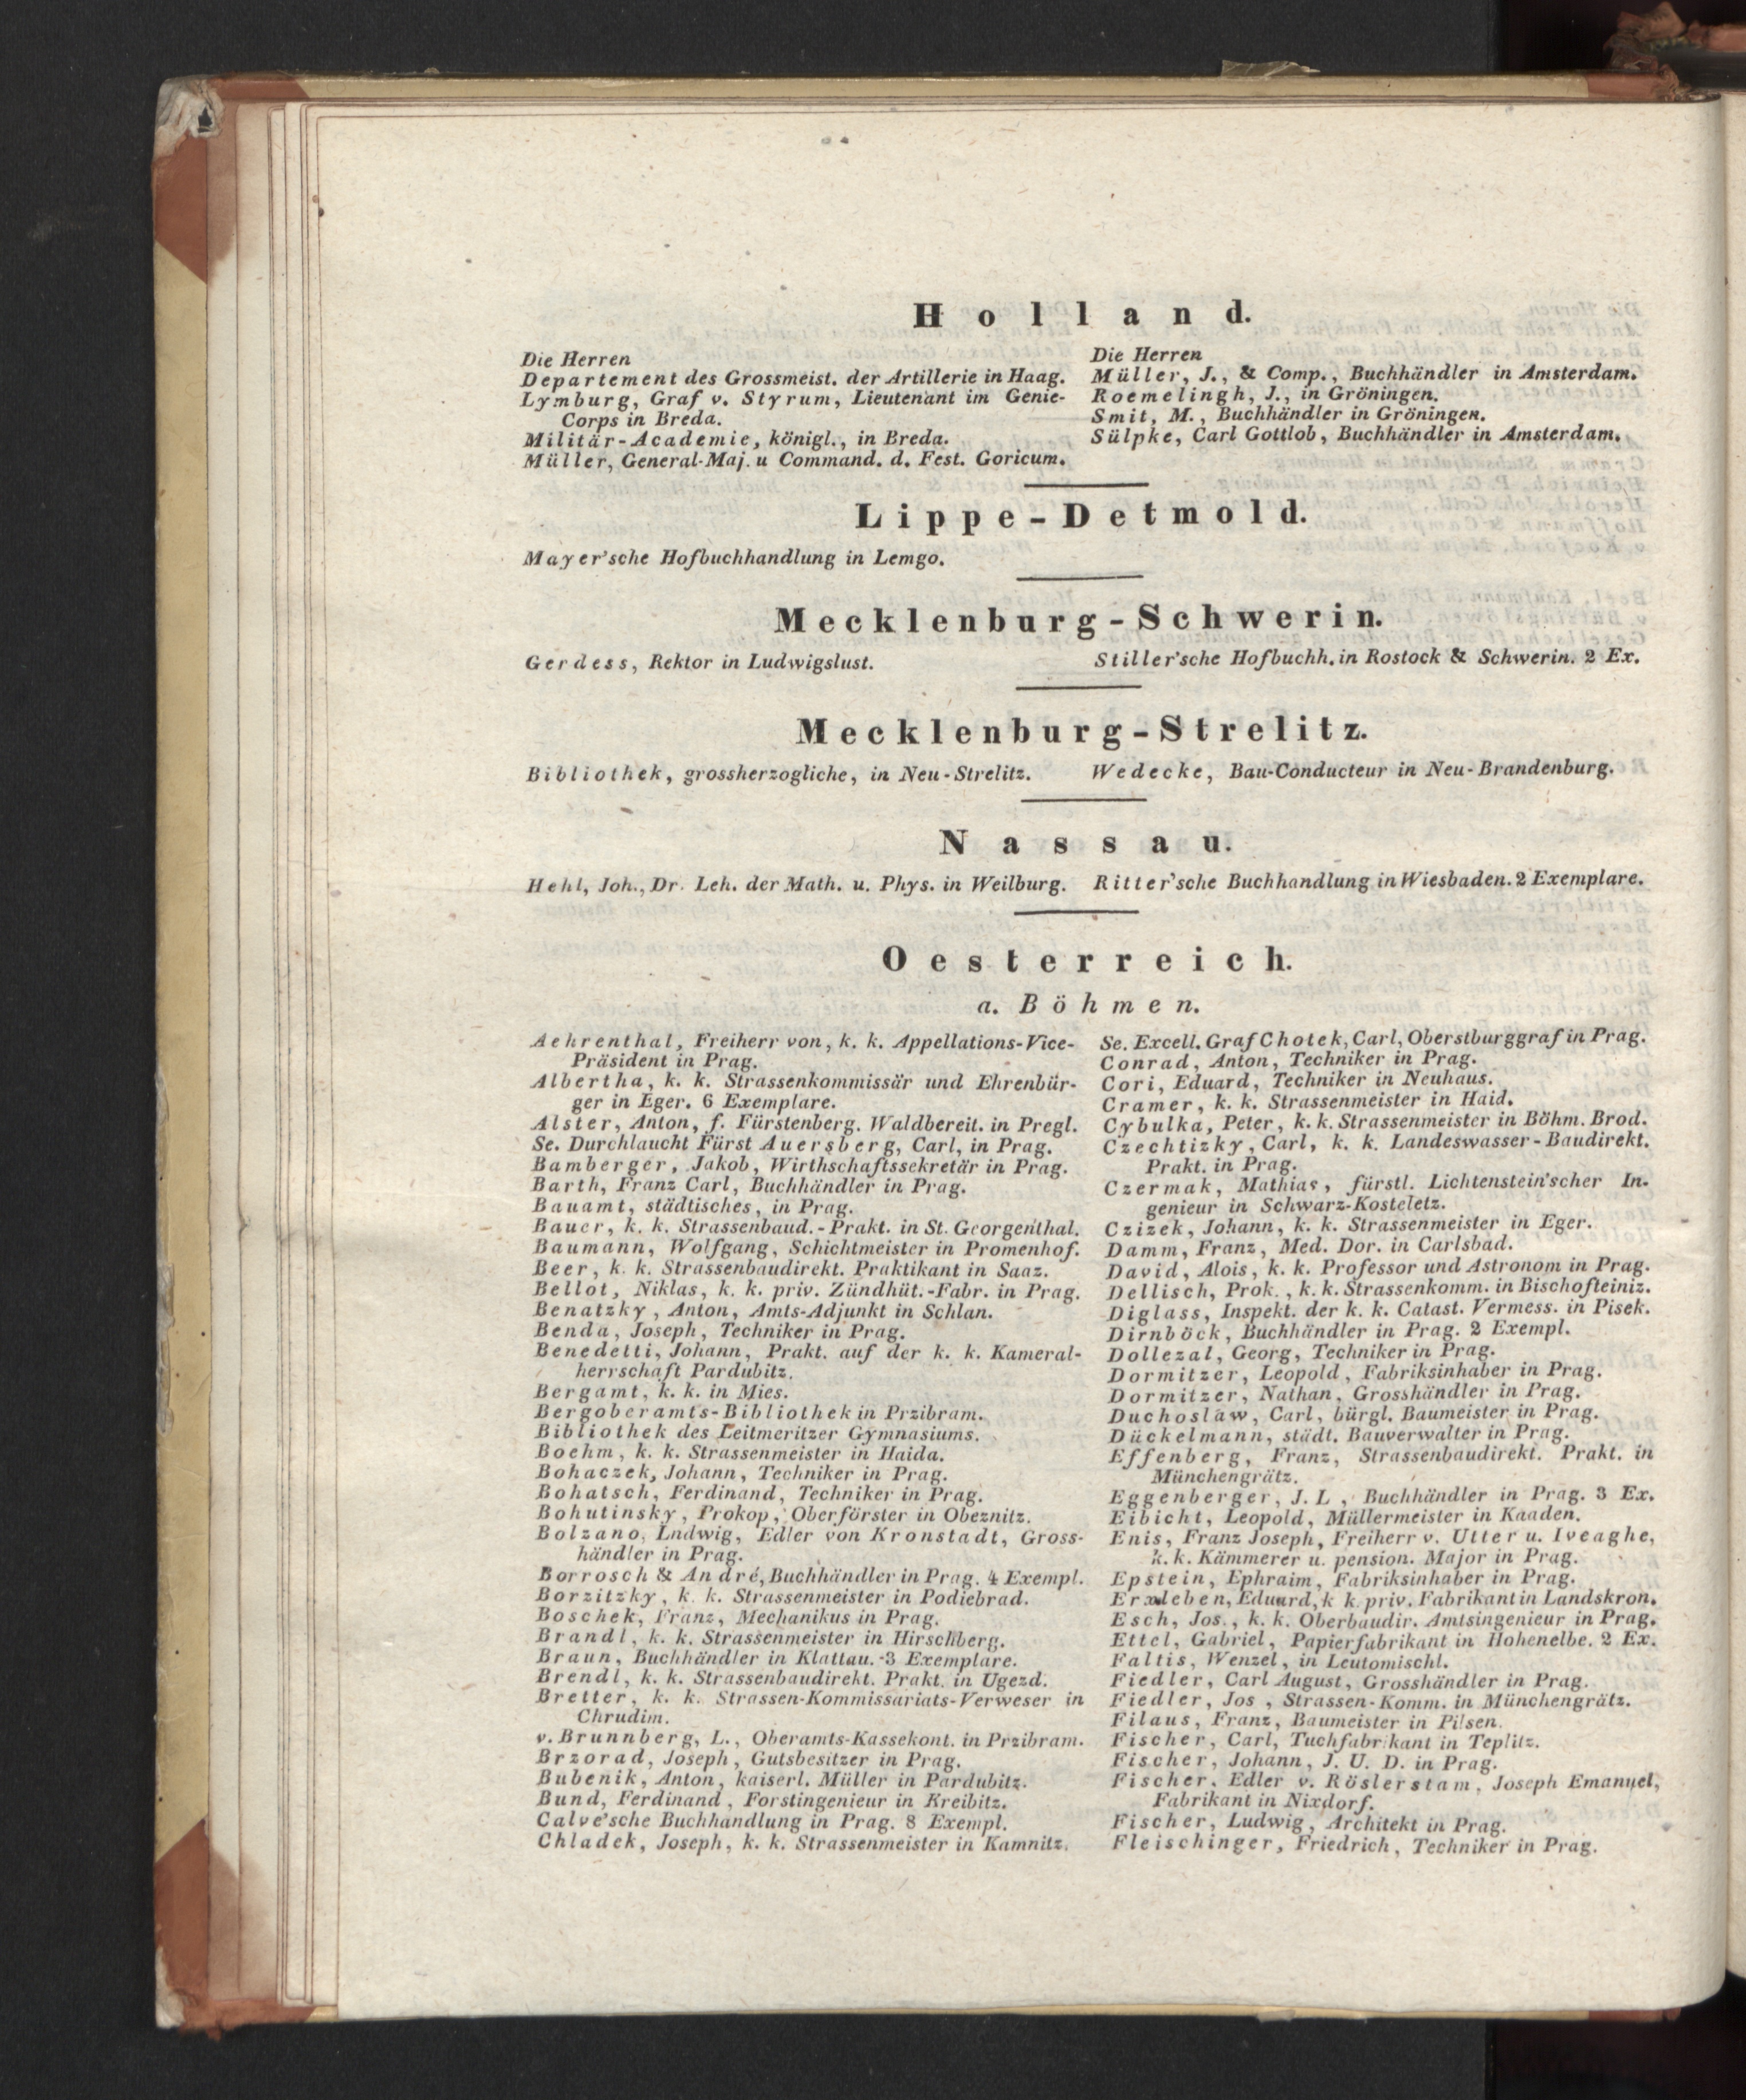 Holland.
Die Herren
Departement des Grossmeist. der Artillerie in Haag.
Lymburg, Graf v. Styrum, Lieutenant im Genie-
Corps in Breda.
Militär-Academie, königl., in Breda.
Müller, General-Maj. u Command. d. Fest. Goricum.
Die Herren
Müller, J., & Comp., Buchhändler in Amsterdam.
Roemelingh, J., in Gröningen.
Smit, M., Buchhändler in Gröningen.
Sülpke, Carl Gottlob, Buchhändler in Amsterdam.
Lippe-Detmold.
Mayer'sche Hofbuchhandlung in Lemgo.
Mecklenburg-Schwerin.
Gerdess, Rektor in Ludwigslust.
Stiller'sche Hofbuchh. in Rostock & Schwerin. 2 Ex.
Mecklenburg-Strelitz.
Bibliothek, grossherzogliche, in Neu-Strelitz.
Wedecke, Bau-Conducteur in Neu-Brandenburg.
Nassau.
Hehl, Joh., Dr. Leh. der Math. u. Phys. in Weilburg.
Ritter'sche Buchhandlung in Wiesbaden. 2 Exemplare.
Oesterreich.
a. Böhmen.
Aehrenthal, Freiherr von, k. k. Appellations-Vice-
Präsident in Prag.
Albertha, k. k. Strassenkommissär und Ehrenbür-
ger in Eger. 6 Exemplare.
Alster, Anton, f. Fürstenberg. Waldbereit. in Pregl.
Se. Durchlaucht Fürst Auersberg, Carl, in Prag.
Bamberger, Jakob, Wirthschaftssekretär in Prag.
Barth, Franz Carl, Buchhändler in Prag.
Bauamt, städtisches, in Prag.
Bauer, k. k. Strassenbaud.-Prakt. in St. Georgenthal.
Baumann, Wolfgang, Schichtmeister in Promenhof.
Beer, k. k. Strassenbaudirekt. Praktikant in Saaz.
Bellot, Niklas, k. k. priv. Zündhüt.-Fabr. in Prag.
Benatzky, Anton, Amts-Adjunkt in Schlan.
Benda, Joseph, Techniker in Prag.
Benedetti, Johann, Prakt. auf der k. k. Kameral-
herrschaft Pardubitz.
Bergamt, k. k. in Mies.
Bergoberamts-Bibliothek in Przibram.
Bibliothek des Leitmeritzer Gymnasiums.
Boehm, k. k. Strassenmeister in Haida.
Bohaczek, Johann, Techniker in Prag.
Bohatsch, Ferdinand, Techniker in Prag.
Bohutinsky, Prokop, Oberförster in Obeznitz.
Bolzano, Lndwig, Edler von Kronstadt, Gross-
händler in Prag.
Borrosch & André, Buchhändler in Prag. 4 Exempl.
Borzitzky, k. k. Strassenmeister in Podiebrad.
Boschek, Franz, Mechanikus in Prag.
Brandl, k. k. Strassenmeister in Hirschberg.
Braun, Buchhändler in Klattau. 3 Exemplare.
Brendl, k. k. Strassenbaudirekt. Prakt. in Ugezd.
Bretter, k. k. Strassen-Kommissariats-Verweser in
Chrudim.
v. Brunnberg, L., Oberamts-Kassekont. in Przibram.
Brzorad, Joseph, Gutsbesitzer in Prag.
Bubenik, Anton, kaiserl. Müller in Pardubitz.
Bund, Ferdinand, Forstingenieur in Kreibitz.
Calve'sche Buchhandlung in Prag. 8 Exempl.
Chladek, Joseph, k. k. Strassenmeister in Kamnitz.
Se. Excell. Graf Chotek, Carl, Oberstburggraf in Prag.
Conrad, Anton, Techniker in Prag.
Cori, Eduard, Techniker in Neuhaus.
Cramer, k. k. Strassenmeister in Haid.
Cybulka, Peter, k. k. Strassenmeister in Böhm. Brod.
Czechtizky, Carl, k. k. Landeswasser-Baudirekt.
Prakt. in Prag.
Czermak, Mathias, fürstl. Lichtenstein'scher In-
genieur in Schwarz-Kosteletz.
Czizek, Johann, k. k. Strassenmeister in Eger.
Damm, Franz, Med. Dor. in Carlsbad.
David, Alois, k. k. Professor und Astronom in Prag.
Dellisch, Prok., k. k. Strassenkomm. in Bischofteiniz.
Diglass, Inspekt. der k. k. Catast. Vermess. in Pisek.
Dirnböck, Buchhändler in Prag. 2 Exempl.
Dollezal, Georg, Techniker in Prag.
Dormitzer, Leopold, Fabriksinhaber in Prag.
Dormitzer, Nathan, Grosshändler in Prag.
Duchoslaw, Carl, bürgl. Baumeister in Prag.
Dückelmann, städt. Bauverwalter in Prag.
Effenberg, Franz, Strassenbaudirekt. Prakt. in
Münchengrätz.
Eggenberger, J. L, Buchhändler in Prag. 3 Ex.
Eibicht, Leopold, Müllermeister in Kaaden.
Enis, Franz Joseph, Freiherr v. Utter u. Iveaghe,
k. k. Kämmerer u. pension. Major in Prag.
Epstein, Ephraim, Fabriksinhaber in Prag.
Erxleben, Eduard, k k. priv. Fabrikant in Landskron.
Esch, Jos., k. k. Oberbaudir. Amtsingenieur in Prag.
Ettel, Gabriel, Papierfabrikant in Hohenelbe. 2 Ex.
Faltis, Wenzel, in Leutomischl.
Fiedler, Carl August, Grosshändler in Prag.
Fiedler, Jos, Strassen-Komm. in Münchengrätz.
Filaus, Franz, Baumeister in Pilsen.
Fischer, Carl, Tuchfabrikant in Teplitz.
Fischer, Johann, J. U. D. in Prag.
Fischer, Edler v. Röslerstam, Joseph Emanuel,
Fabrikant in Nixdorf.
Fischer, Ludwig, Architekt in Prag.
Fleischinger, Friedrich, Techniker in Prag.